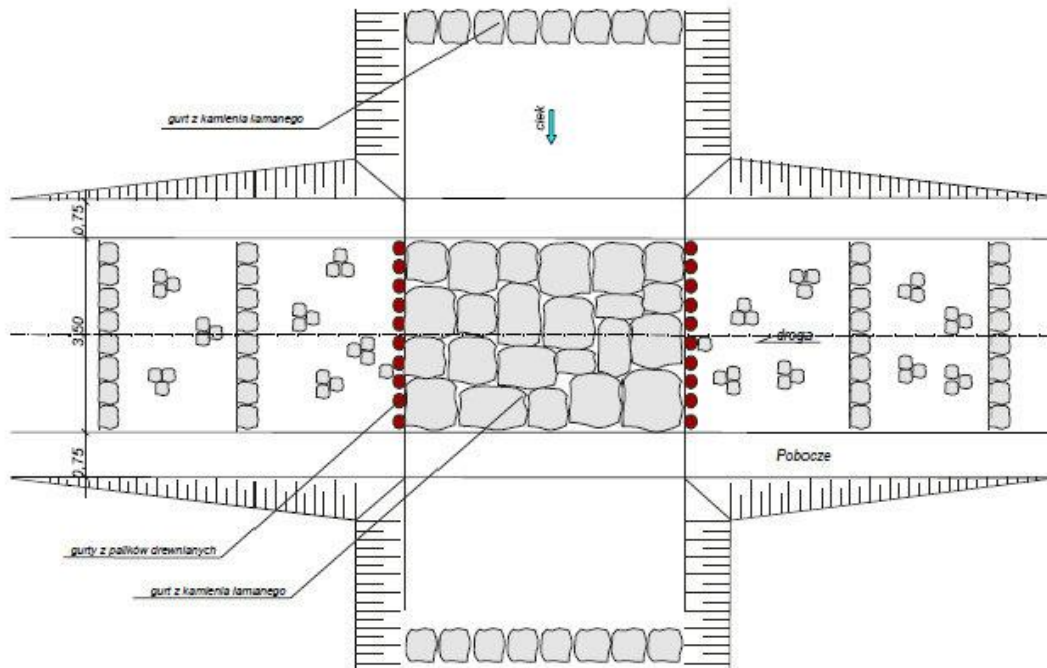 gurt z kamienia łamanego
ciek
0,75
3,50
droga
0,75
Pobocze
gurty z palików drewnianych
gurt z kamienia łamanego